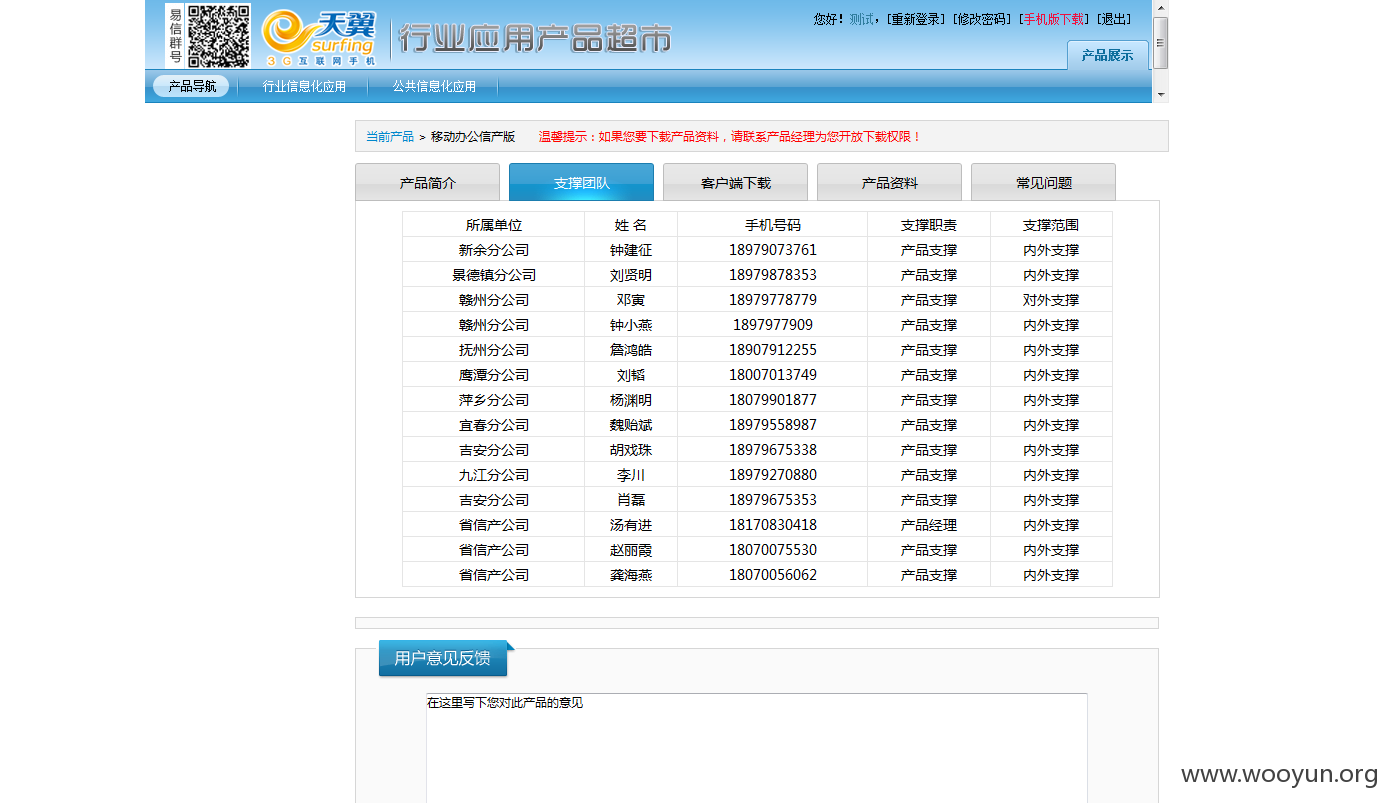 易信群号
天翼
surfing
3G互联网手机
行业应用产品超市
您好！测试，[重新登录] [修改密码] [手机版下载] [退出]
产品展示
产品导航 行业信息化应用 公共信息化应用
当前产品 > 移动办公信产版 温馨提示：如果您要下载产品资料，请联系产品经理为您开放下载权限！
产品简介 支撑团队 客户端下载 产品资料 常见问题
所属单位 姓 名 手机号码 支撑职责 支撑范围
新余分公司 钟建征 18979073761 产品支撑 内外支撑
景德镇分公司 刘贤明 18979878353 产品支撑 内外支撑
赣州分公司 邓寅 18979778779 产品支撑 对外支撑
赣州分公司 钟小燕 1897977909 产品支撑 内外支撑
抚州分公司 詹鸿皓 18907912255 产品支撑 内外支撑
鹰潭分公司 刘韬 18007013749 产品支撑 内外支撑
萍乡分公司 杨渊明 18079901877 产品支撑 内外支撑
宜春分公司 魏贻斌 18979558987 产品支撑 内外支撑
吉安分公司 胡戏珠 18979675338 产品支撑 内外支撑
九江分公司 李川 18979270880 产品支撑 内外支撑
吉安分公司 肖磊 18979675353 产品支撑 内外支撑
省信产公司 汤有进 18170830418 产品经理 内外支撑
省信产公司 赵丽霞 18070075530 产品支撑 内外支撑
省信产公司 龚海燕 18070056062 产品支撑 内外支撑
用户意见反馈
在这里写下您对此产品的意见
www.wooyun.org